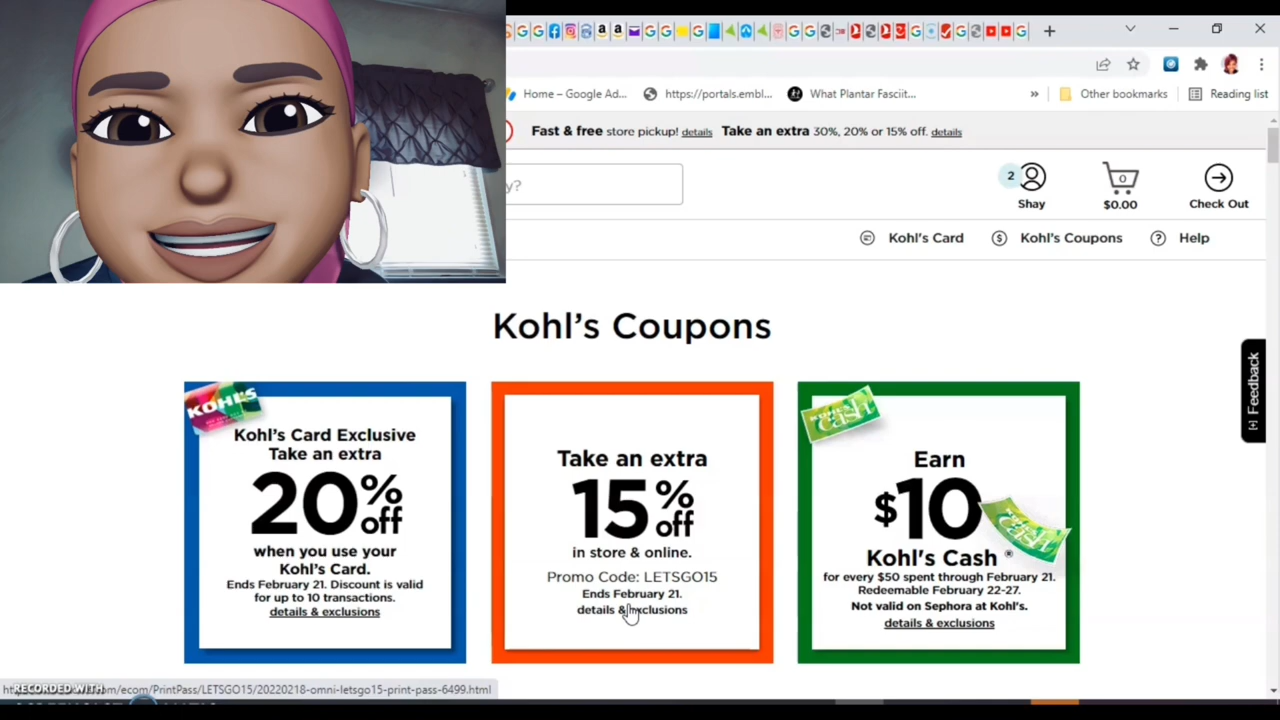 Home – Google Ad...
https://portals.embl...
What Plantar Fasciit...
»
Other bookmarks
Reading list
Fast & free store pickup! details Take an extra 30%, 20% or 15% off. details
y?
2
Shay
0
$0.00
Check Out
Kohl's Card
$
Kohl's Coupons
?
Help
Kohl's Coupons
[+] Feedback
KOHL'S
Kohl's Card Exclusive
Take an extra
20% off
when you use your
Kohl's Card.
Ends February 21. Discount is valid
for up to 10 transactions.
details & exclusions
Take an extra
15% off
in store & online.
Promo Code: LETSGO15
Ends February 21.
details & exclusions
KOHL'S cash
Earn
$10
Kohl's Cash ®
for every $50 spent through February 21.
Redeemable February 22-27.
Not valid on Sephora at Kohl's.
details & exclusions
RECORDED WITH
com/ecom/PrintPass/LETSGO15/20220218-omni-letsgo15-print-pass-6499.html